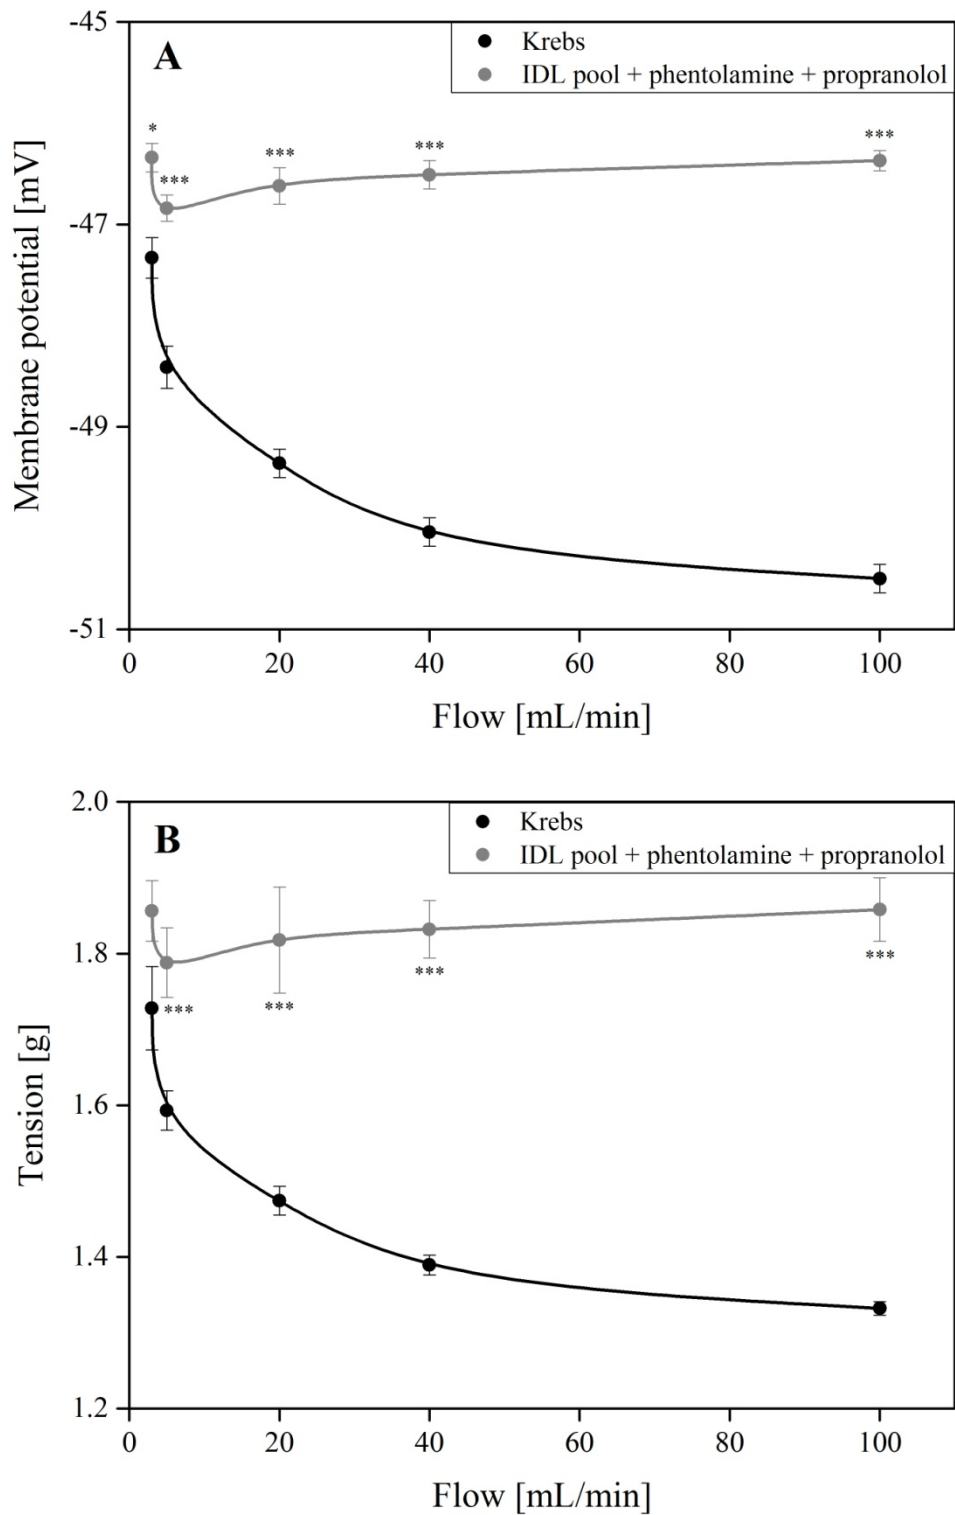 -45
A
Krebs
IDL pool + phentolamine + propranolol
*
***
***
***
***
-47
-49
-51
Membrane potential [mV]
0 20 40 60 80 100
Flow [mL/min]
2.0
B
Krebs
IDL pool + phentolamine + propranolol
1.8
***
***
***
***
1.6
1.4
1.2
Tension [g]
0 20 40 60 80 100
Flow [mL/min]